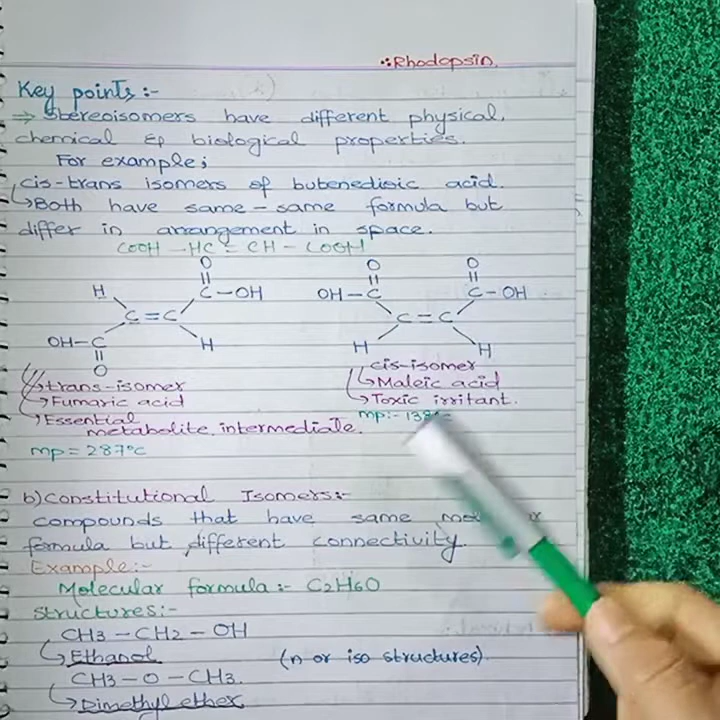 ∴Rhodopsin.
Key points:-
⇒ Stereoisomers have different physical,
chemical & biological properties.
For example;
cis-trans isomers of butenedioic acid.
↳Both have same-same formula but
differ in arrangement in space.
COOH -HC = CH - COOH
O O O
H C-OH OH-C C-OH
C=C C=C
OH-C H H H
O
cis-isomer
↳trans-isomer ↳Maleic acid
↳Fumaric acid ↳Toxic irritant.
↳Essential mp:-
metabolite, intermediate.
mp = 287°C
b) Constitutional Isomers:-
compounds that have same
formula but different connectivity.
Example:-
Molecular formula:- C2H6O
structures:-
CH3 - CH2 - OH
↳Ethanol (n or iso structures).
CH3 - O - CH3.
↳Dimethyl ether.